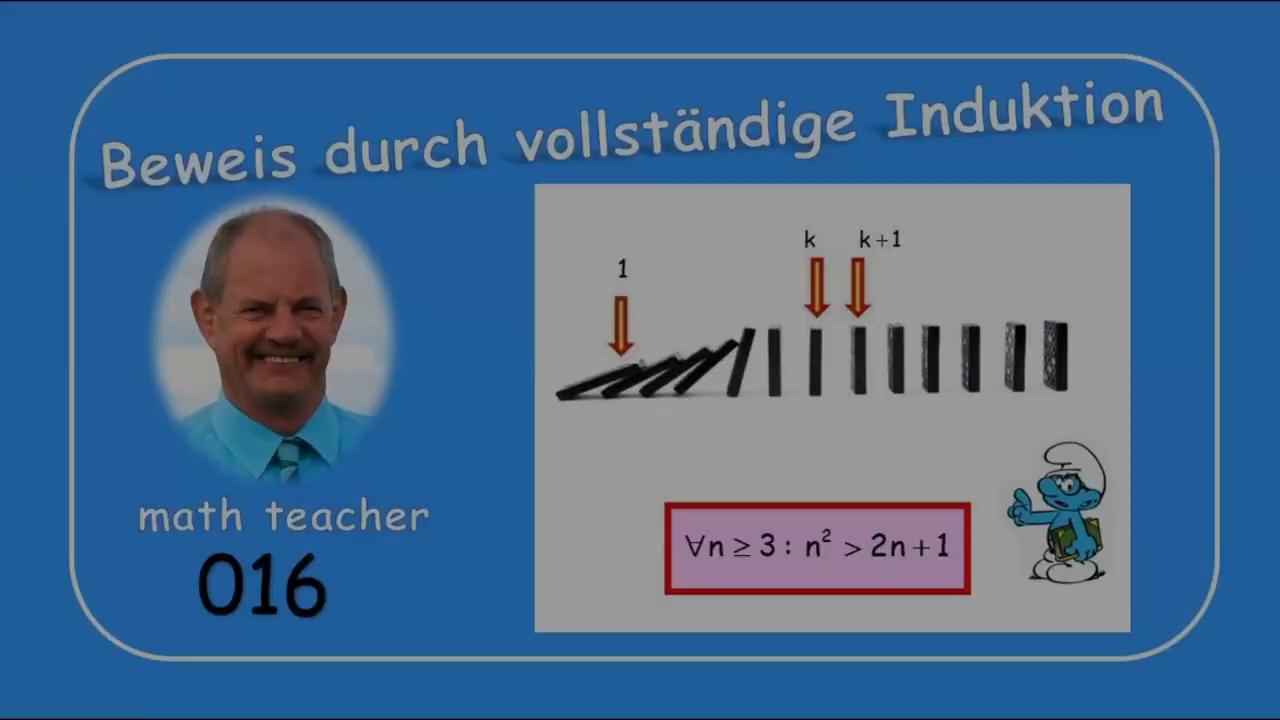 Beweis durch vollständige Induktion
k k+1
1
math teacher
016
∀n ≥ 3 : n² > 2n + 1